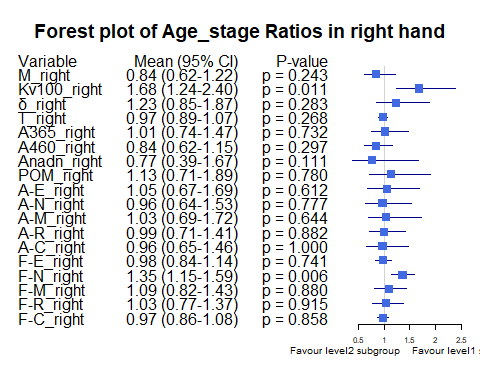 Forest plot of Age_stage Ratios in right hand
Variable Mean (95% CI) P-value
M_right 0.84 (0.62-1.22) p = 0.243
Kv100_right 1.68 (1.24-2.40) p = 0.011
δ_right 1.23 (0.85-1.87) p = 0.283
T_right 0.97 (0.89-1.07) p = 0.268
A365_right 1.01 (0.74-1.47) p = 0.732
A460_right 0.84 (0.62-1.15) p = 0.297
Anadn_right 0.77 (0.39-1.67) p = 0.111
POM_right 1.13 (0.71-1.89) p = 0.780
A-E_right 1.05 (0.67-1.69) p = 0.612
A-N_right 0.96 (0.64-1.53) p = 0.777
A-M_right 1.03 (0.69-1.72) p = 0.644
A-R_right 0.99 (0.71-1.41) p = 0.882
A-C_right 0.96 (0.65-1.46) p = 1.000
F-E_right 0.98 (0.84-1.14) p = 0.741
F-N_right 1.35 (1.15-1.59) p = 0.006
F-M_right 1.09 (0.82-1.43) p = 0.880
F-R_right 1.03 (0.77-1.37) p = 0.915
F-C_right 0.97 (0.86-1.08) p = 0.858
0.5 1 1.5 2 2.5
Favour level2 subgroup Favour level1 s